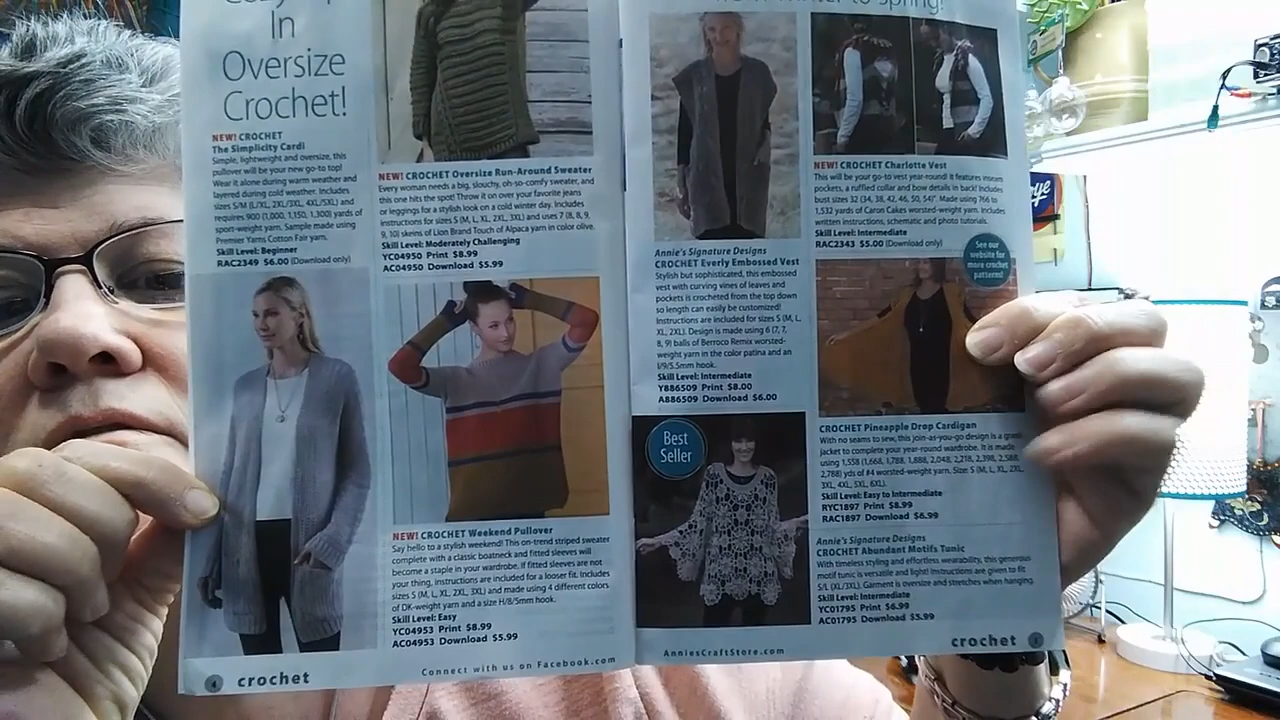 In
Oversize
Crochet!
NEW! CROCHET
The Simplicity Cardi
Simple, lightweight and oversize, this
pullover will be your new go-to top!
Wear it alone during warm weather and
layered during cold weather. Includes
sizes S/M (L/XL, 2XL/3XL, 4XL/5XL) and
requires 900 (1,000, 1,150, 1,300) yards of
sport-weight yarn. Sample made using
Premier Yarns Cotton Fair yarn.
Skill Level: Beginner
RAC2349 $6.00 (Download only)
NEW! CROCHET Oversize Run-Around Sweater
Every woman needs a big, slouchy, oh-so-comfy sweater, and
this one hits the spot! Throw it on over your favorite jeans
or leggings for a stylish look on a cold winter day. Includes
instructions for sizes S (M, L, XL, 2XL, 3XL) and uses 7 (8, 8, 9,
9, 10) skeins of Lion Brand Touch of Alpaca yarn in color olive.
Skill Level: Moderately Challenging
YC04950 Print $8.99
AC04950 Download $5.99
NEW! CROCHET Weekend Pullover
Say hello to a stylish weekend! This on-trend striped sweater
complete with a classic boatneck and fitted sleeves will
become a staple in your wardrobe. If fitted sleeves are not
your thing, instructions are included for a looser fit. Includes
sizes S (M, L, XL, 2XL, 3XL) and made using 4 different colors
of DK-weight yarn and a size H/8/5mm hook.
Skill Level: Easy
YC04953 Print $8.99
AC04953 Download $5.99
4 crochet
Connect with us on Facebook.com
to spring!
Annie's Signature Designs
CROCHET Everly Embossed Vest
Stylish but sophisticated, this embossed
vest with curving vines of leaves and
pockets is crocheted from the top down
so length can easily be customized!
Instructions are included for sizes S (M, L,
XL, 2XL). Design is made using 6 (7, 7,
8, 9) balls of Berroco Remix worsted-
weight yarn in the color patina and an
I/9/5.5mm hook.
Skill Level: Intermediate
Y886509 Print $8.00
A886509 Download $6.00
Best
Seller
NEW! CROCHET Charlotte Vest
This will be your go-to vest year-round! It features inseam
pockets, a ruffled collar and bow details in back! Includes
bust sizes 32 (34, 38, 42, 46, 50, 54)". Made using 766 to
1,532 yards of Caron Cakes worsted-weight yarn. Includes
written instructions, schematic and photo tutorials.
Skill Level: Intermediate
RAC2343 $5.00 (Download only)
See our
website for
more crochet
patterns!
CROCHET Pineapple Drop Cardigan
With no seams to sew, this join-as-you-go design is a great
jacket to complete your year-round wardrobe. It is made
using 1,558 (1,668, 1,788, 1,888, 2,048, 2,218, 2,398, 2,568,
2,788) yds of #4 worsted-weight yarn. Size S (M, L, XL, 2XL,
3XL, 4XL, 5XL, 6XL).
Skill Level: Easy to Intermediate
RYC1897 Print $8.99
RAC1897 Download $6.99
Annie's Signature Designs
CROCHET Abundant Motifs Tunic
With timeless styling and effortless wearability, this generous
motif tunic is versatile and light! Instructions are given to fit
S/L (XL/3XL). Garment is oversize and stretches when hanging.
Skill Level: Intermediate
YC01795 Print $6.99
AC01795 Download $5.99
AnniesCraftStore.com
crochet